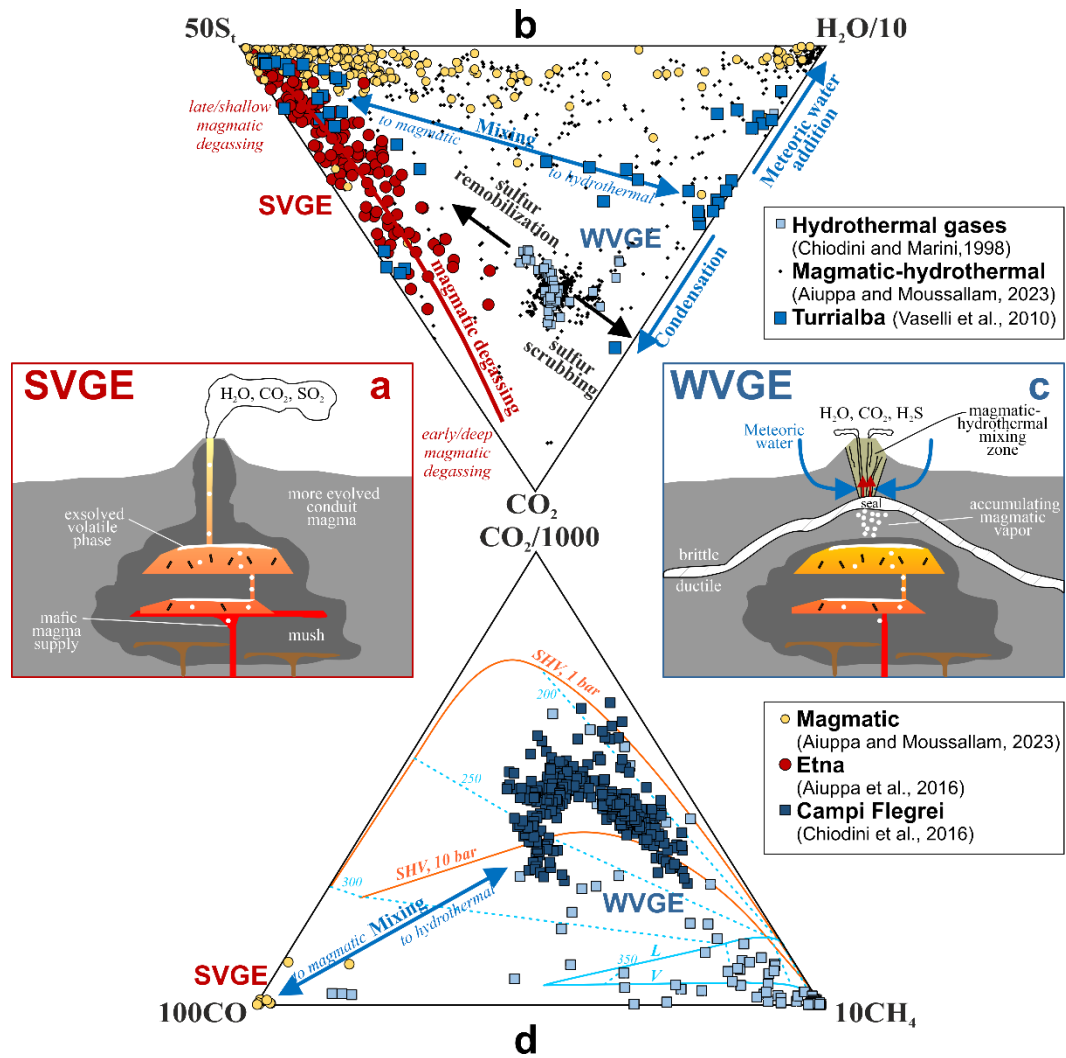 50Sₜ
b
H₂O/10
late/shallow
magmatic
degassing
to magmatic
Mixing
to hydrothermal
Meteoric water
addition
SVGE
sulfur
remobilization
WVGE
Condensation
magmatic degassing
sulfur
scrubbing
early/deep
magmatic
degassing
CO₂
Hydrothermal gases
(Chiodini and Marini,1998)
Magmatic-hydrothermal
(Aiuppa and Moussallam, 2023)
Turrialba (Vaselli et al., 2010)
SVGE
a
H₂O, CO₂, SO₂
more evolved
conduit
magma
exsolved
volatile
phase
mafic
magma
supply
mush
WVGE
c
H₂O, CO₂, H₂S
magmatic-
hydrothermal
mixing
zone
Meteoric
water
seal
accumulating
magmatic
vapor
brittle
ductile
CO₂/1000
SHV, 1 bar
200
250
SHV, 10 bar
300
WVGE
to magmatic
Mixing
to hydrothermal
350
L
V
SVGE
100CO
10CH₄
d
Magmatic
(Aiuppa and Moussallam, 2023)
Etna
(Aiuppa et al., 2016)
Campi Flegrei
(Chiodini et al., 2016)